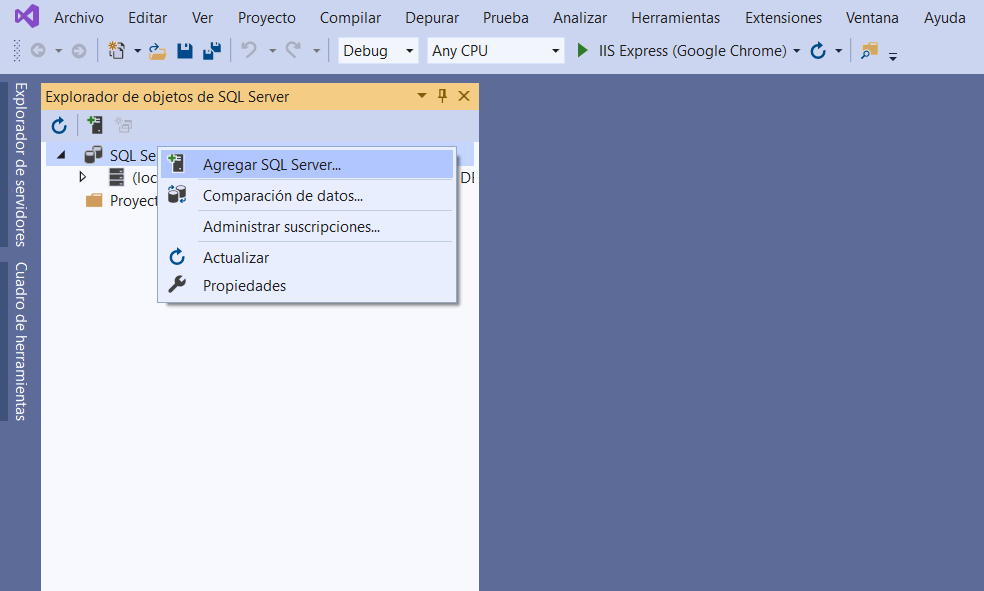 Archivo Editar Ver Proyecto Compilar Depurar Prueba Analizar Herramientas Extensiones Ventana Ayuda
Debug Any CPU IIS Express (Google Chrome)
Explorador de servidores
Cuadro de herramientas
Explorador de objetos de SQL Server
SQL Se
(loc
Proyect
Agregar SQL Server...
Comparación de datos...
Administrar suscripciones...
Actualizar
Propiedades